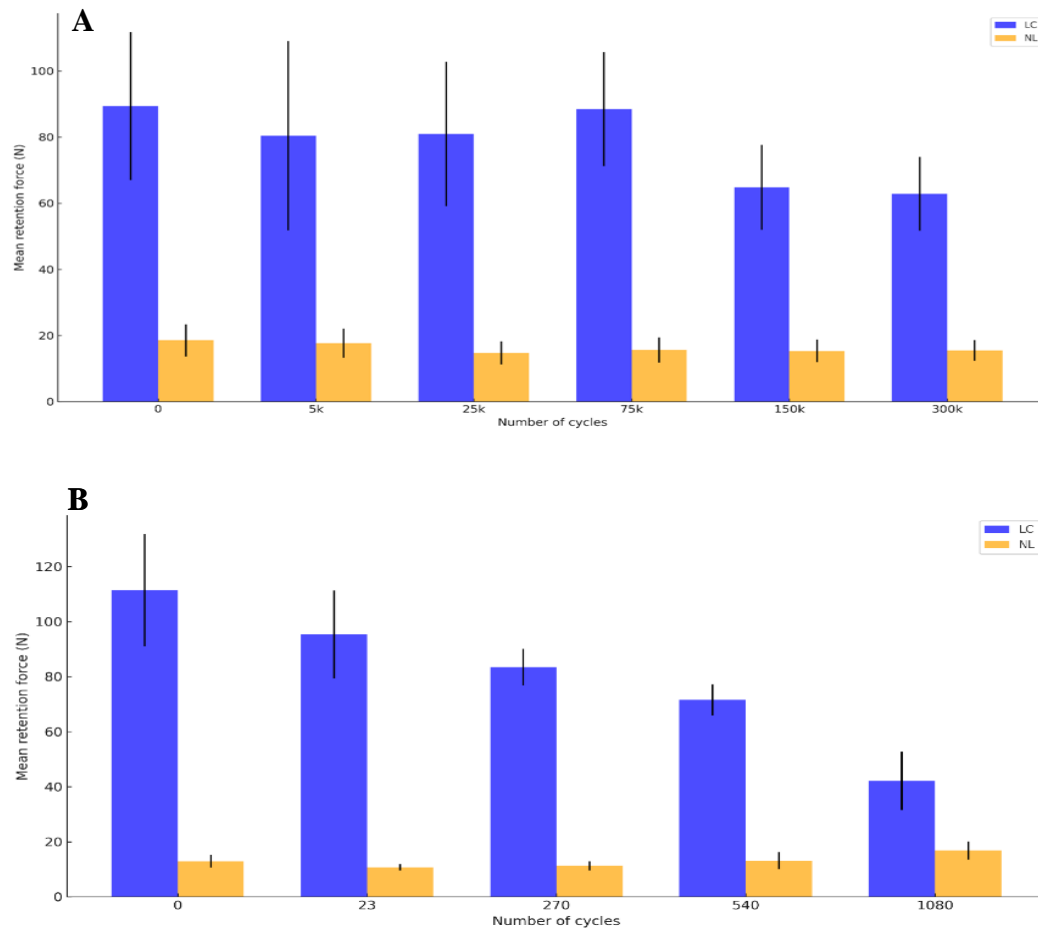 A
LC
NL
Mean retention force (N)
100
80
60
40
20
0
0 5k 25k 75k 150k 300k
Number of cycles
B
LC
NL
Mean retention force (N)
120
100
80
60
40
20
0
0 23 270 540 1080
Number of cycles